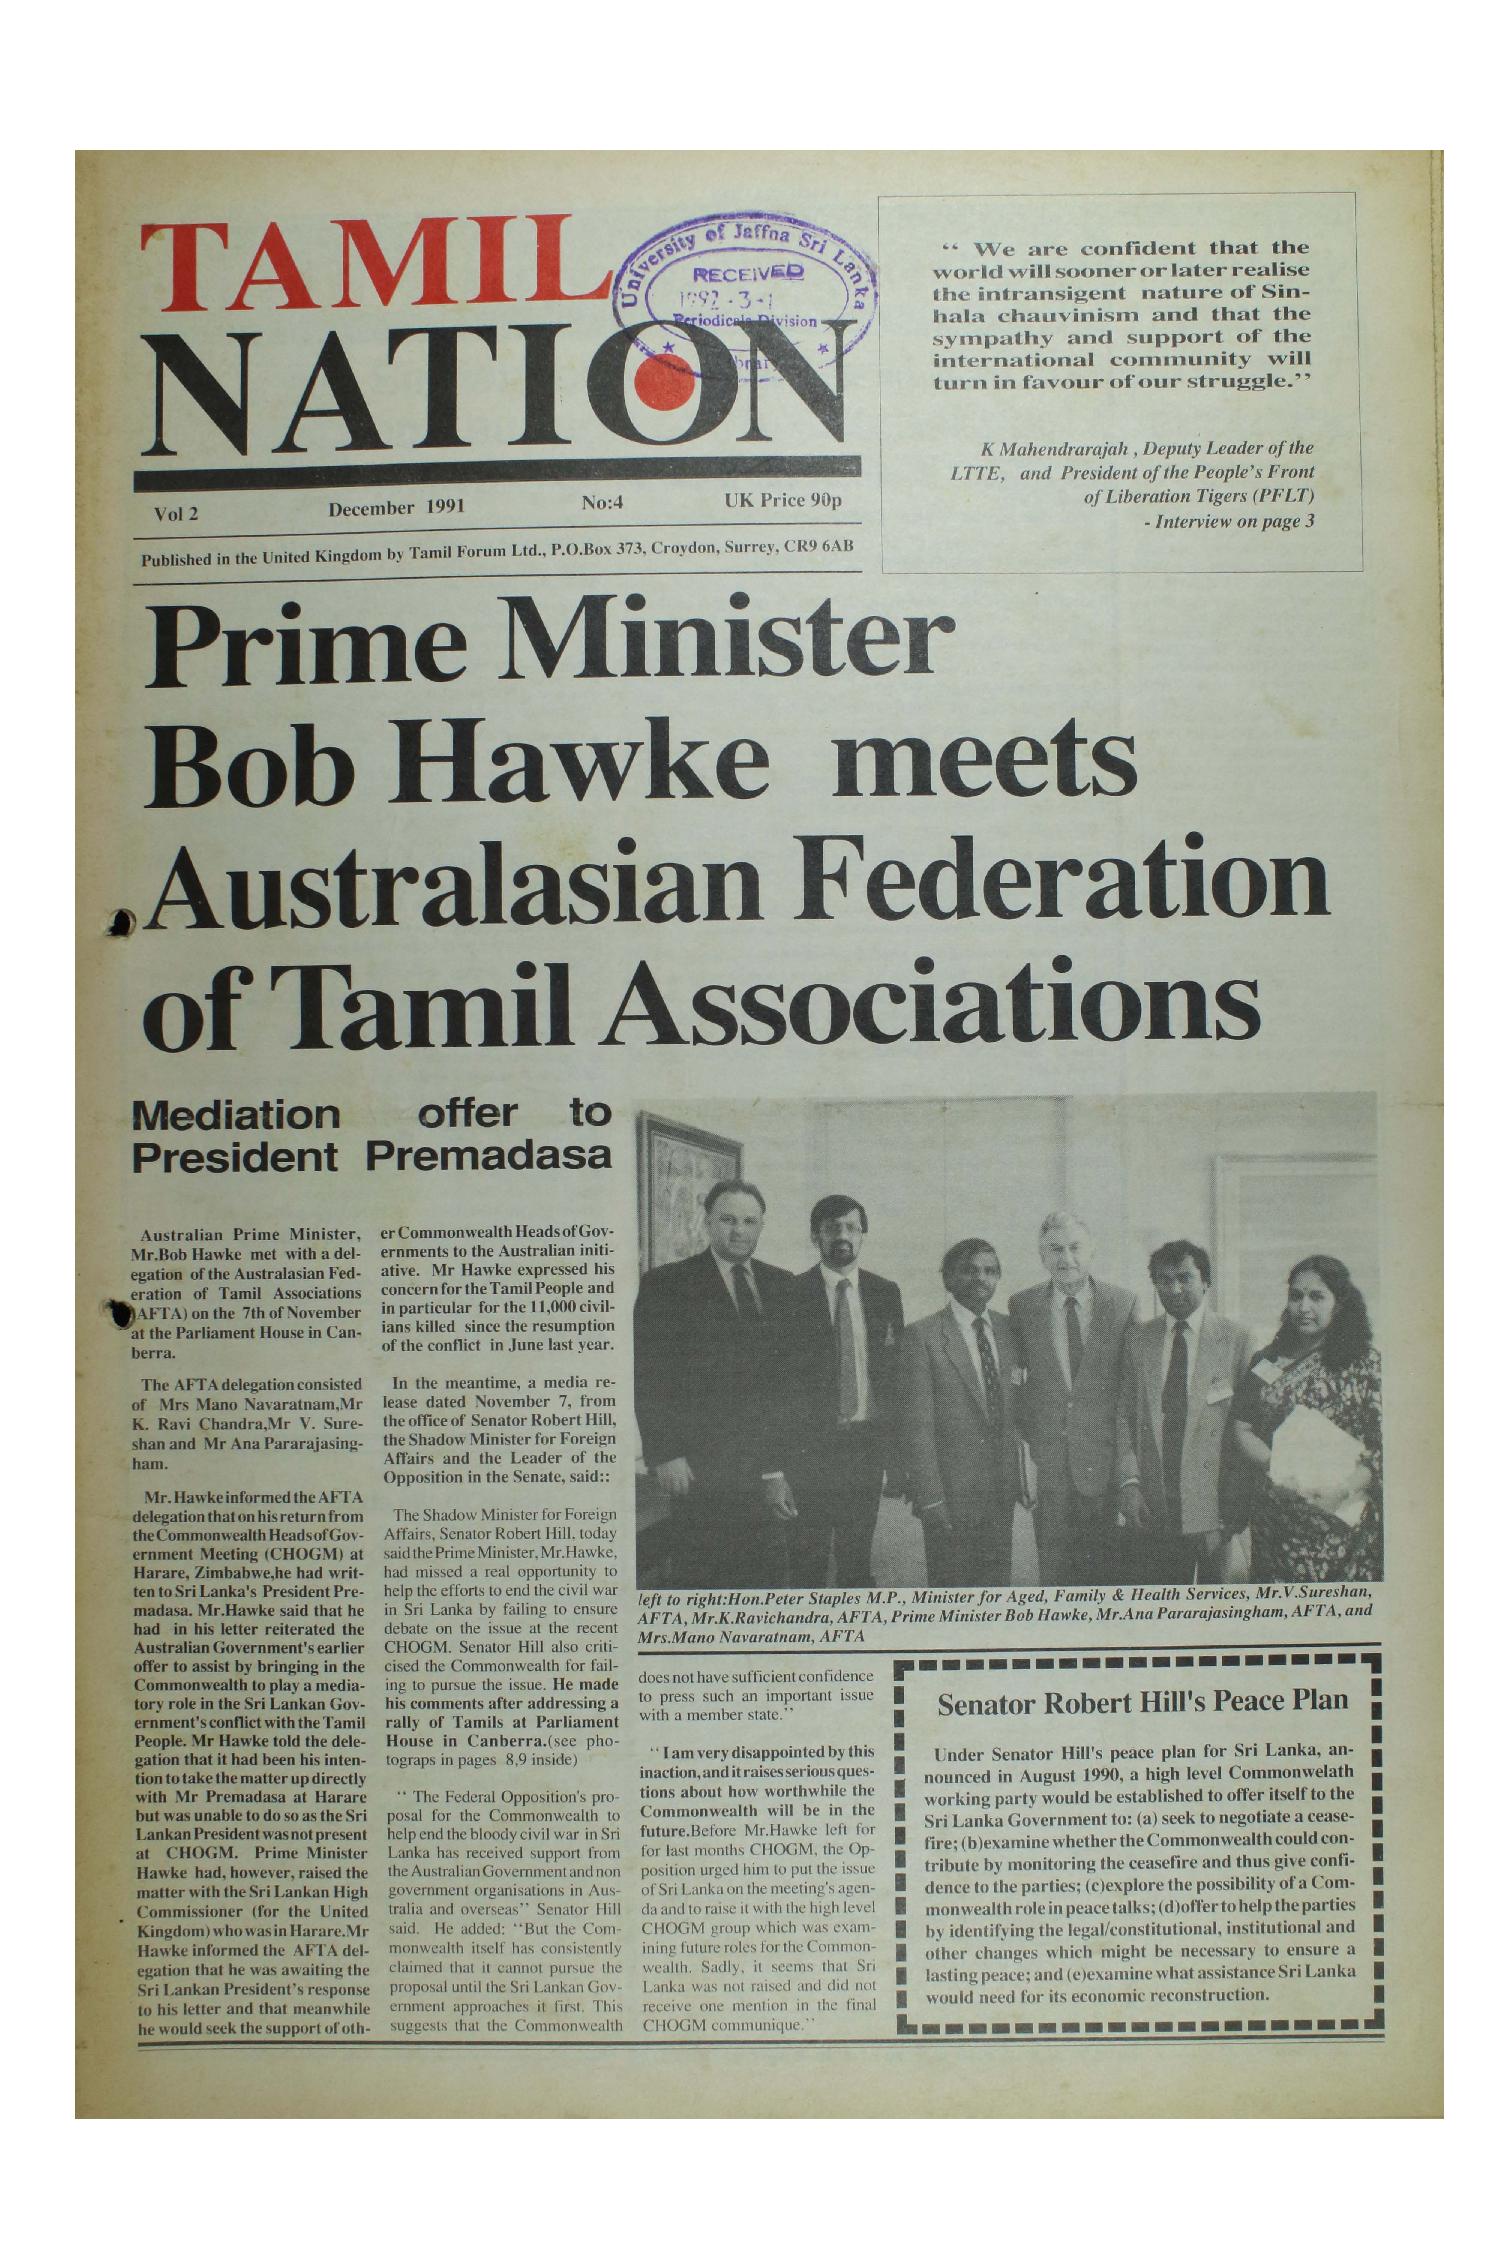 TAMIL
NATION
University of Jaffna Sri Lanka
RECEIVED
1992-3-1
Periodicals Division
Vol 2 December 1991 No:4 UK Price 90p
Published in the United Kingdom by Tamil Forum Ltd., P.O.Box 373, Croydon, Surrey, CR9 6AB
“ We are confident that the
world will sooner or later realise
the intransigent nature of Sin-
hala chauvinism and that the
sympathy and support of the
international community will
turn in favour of our struggle.”
K Mahendrarajah , Deputy Leader of the
LTTE, and President of the People's Front
of Liberation Tigers (PFLT)
- Interview on page 3
Prime Minister
Bob Hawke meets
Australasian Federation
of Tamil Associations
Mediation offer to
President Premadasa
Australian Prime Minister,
Mr.Bob Hawke met with a del-
egation of the Australasian Fed-
eration of Tamil Associations
(AFTA) on the 7th of November
at the Parliament House in Can-
berra.
The AFTA delegation consisted
of Mrs Mano Navaratnam,Mr
K. Ravi Chandra,Mr V. Sure-
shan and Mr Ana Pararajasing-
ham.
Mr. Hawke informed the AFTA
delegation that on his return from
the Commonwealth Heads of Gov-
ernment Meeting (CHOGM) at
Harare, Zimbabwe,he had writ-
ten to Sri Lanka's President Pre-
madasa. Mr.Hawke said that he
had in his letter reiterated the
Australian Government's earlier
offer to assist by bringing in the
Commonwealth to play a media-
tory role in the Sri Lankan Gov-
ernment's conflict with the Tamil
People. Mr Hawke told the dele-
gation that it had been his inten-
tion to take the matter up directly
with Mr Premadasa at Harare
but was unable to do so as the Sri
Lankan President was not present
at CHOGM. Prime Minister
Hawke had, however, raised the
matter with the Sri Lankan High
Commissioner (for the United
Kingdom) who was in Harare.Mr
Hawke informed the AFTA del-
egation that he was awaiting the
Sri Lankan President's response
to his letter and that meanwhile
he would seek the support of oth-
er Commonwealth Heads of Gov-
ernments to the Australian initi-
ative. Mr Hawke expressed his
concern for the Tamil People and
in particular for the 11,000 civil-
ians killed since the resumption
of the conflict in June last year.
In the meantime, a media re-
lease dated November 7, from
the office of Senator Robert Hill,
the Shadow Minister for Foreign
Affairs and the Leader of the
Opposition in the Senate, said::
The Shadow Minister for Foreign
Affairs, Senator Robert Hill, today
said the Prime Minister, Mr.Hawke,
had missed a real opportunity to
help the efforts to end the civil war
in Sri Lanka by failing to ensure
debate on the issue at the recent
CHOGM. Senator Hill also criti-
cised the Commonwealth for fail-
ing to pursue the issue. He made
his comments after addressing a
rally of Tamils at Parliament
House in Canberra.(see pho-
tograps in pages 8,9 inside)
“ The Federal Opposition's pro-
posal for the Commonwealth to
help end the bloody civil war in Sri
Lanka has received support from
the Australian Government and non
government organisations in Aus-
tralia and overseas” Senator Hill
said. He added: “But the Com-
monwealth itself has consistently
claimed that it cannot pursue the
proposal until the Sri Lankan Gov-
ernment approaches it first. This
suggests that the Commonwealth
left to right:Hon.Peter Staples M.P., Minister for Aged, Family & Health Services, Mr.V.Sureshan,
AFTA, Mr.K.Ravichandra, AFTA, Prime Minister Bob Hawke, Mr.Ana Pararajasingham, AFTA, and
Mrs.Mano Navaratnam, AFTA
does not have sufficient confidence
to press such an important issue
with a member state.”
“ I am very disappointed by this
inaction, and it raises serious ques-
tions about how worthwhile the
Commonwealth will be in the
future.Before Mr.Hawke left for
for last months CHOGM, the Op-
position urged him to put the issue
of Sri Lanka on the meeting's agen-
da and to raise it with the high level
CHOGM group which was exam-
ining future roles for the Common-
wealth. Sadly, it seems that Sri
Lanka was not raised and did not
receive one mention in the final
CHOGM communique.”
Senator Robert Hill's Peace Plan
Under Senator Hill's peace plan for Sri Lanka, an-
nounced in August 1990, a high level Commonwelath
working party would be established to offer itself to the
Sri Lanka Government to: (a) seek to negotiate a cease-
fire; (b)examine whether the Commonwealth could con-
tribute by monitoring the ceasefire and thus give confi-
dence to the parties; (c)explore the possibility of a Com-
monwealth role in peace talks; (d)offer to help the parties
by identifying the legal/constitutional, institutional and
other changes which might be necessary to ensure a
lasting peace; and (e)examine what assistance Sri Lanka
would need for its economic reconstruction.